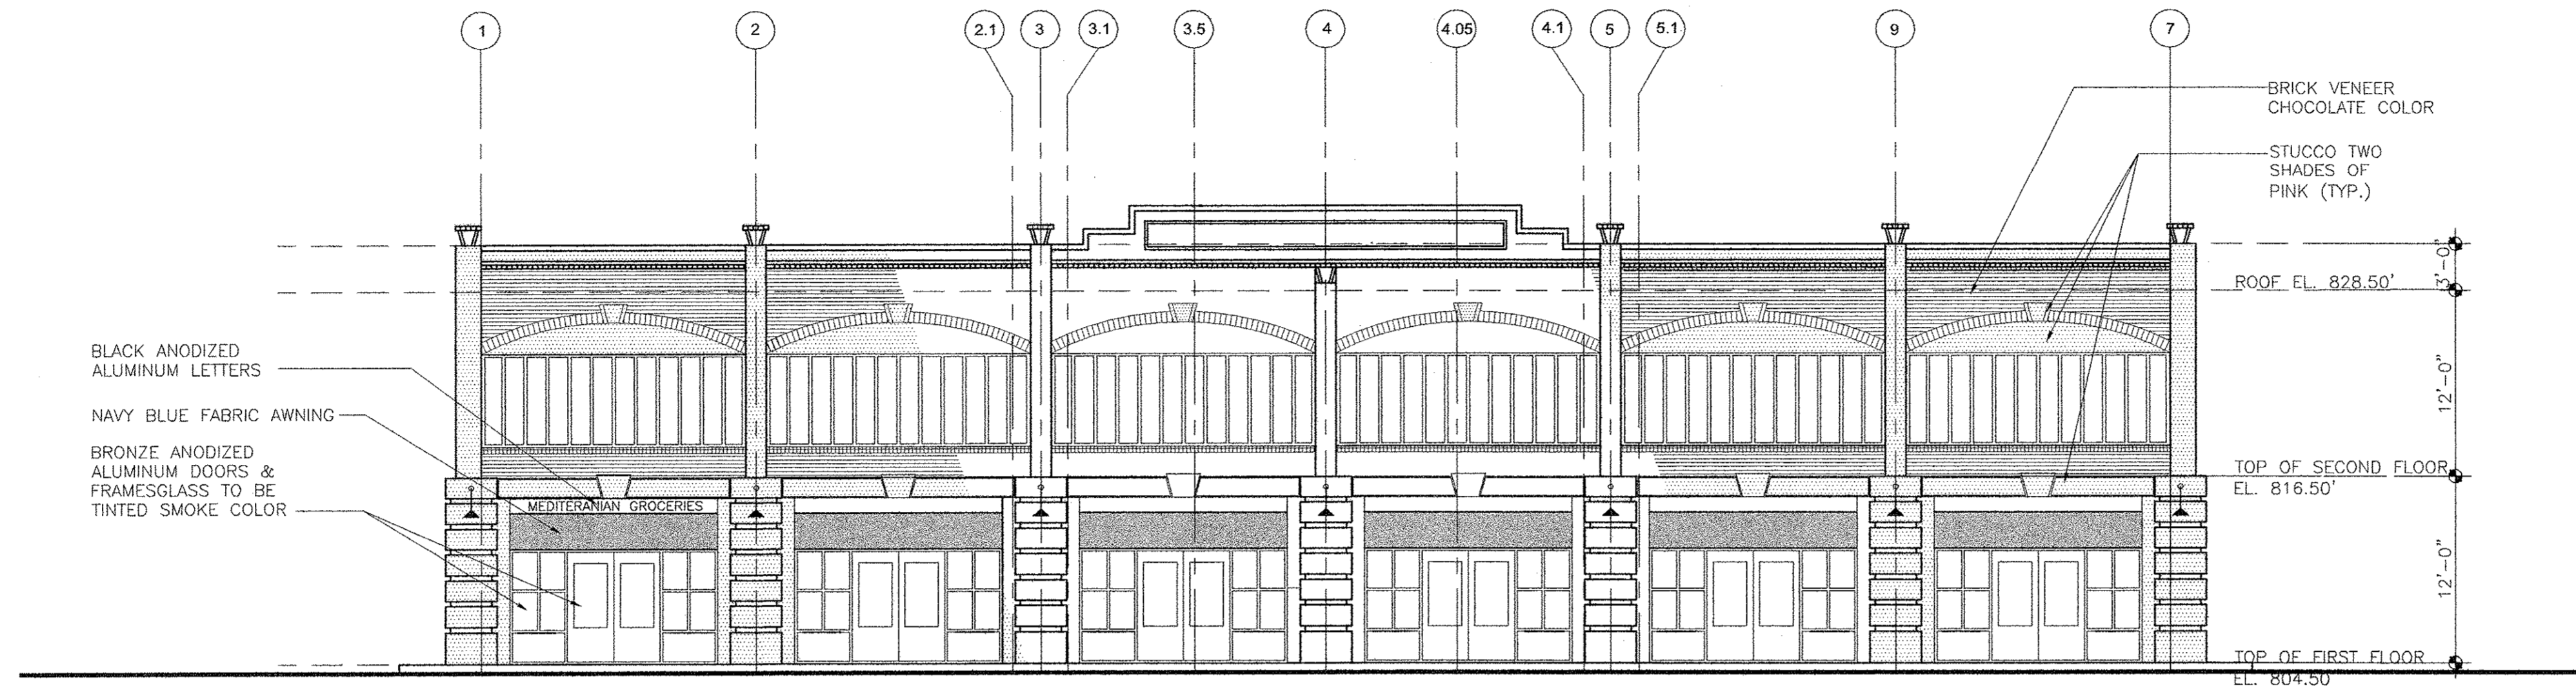 1 2 2.1 3 3.1 3.5 4 4.05 4.1 5 5.1 9 7
BRICK VENEER
CHOCOLATE COLOR
STUCCO TWO
SHADES OF
PINK (TYP.)
3'-0"
ROOF EL. 828.50'
BLACK ANODIZED
ALUMINUM LETTERS
NAVY BLUE FABRIC AWNING
12'-0"
BRONZE ANODIZED
ALUMINUM DOORS &
FRAMESGLASS TO BE
TINTED SMOKE COLOR
TOP OF SECOND FLOOR
EL. 816.50'
MEDITERANIAN GROCERIES
12'-0"
TOP OF FIRST FLOOR
EL. 804.50'